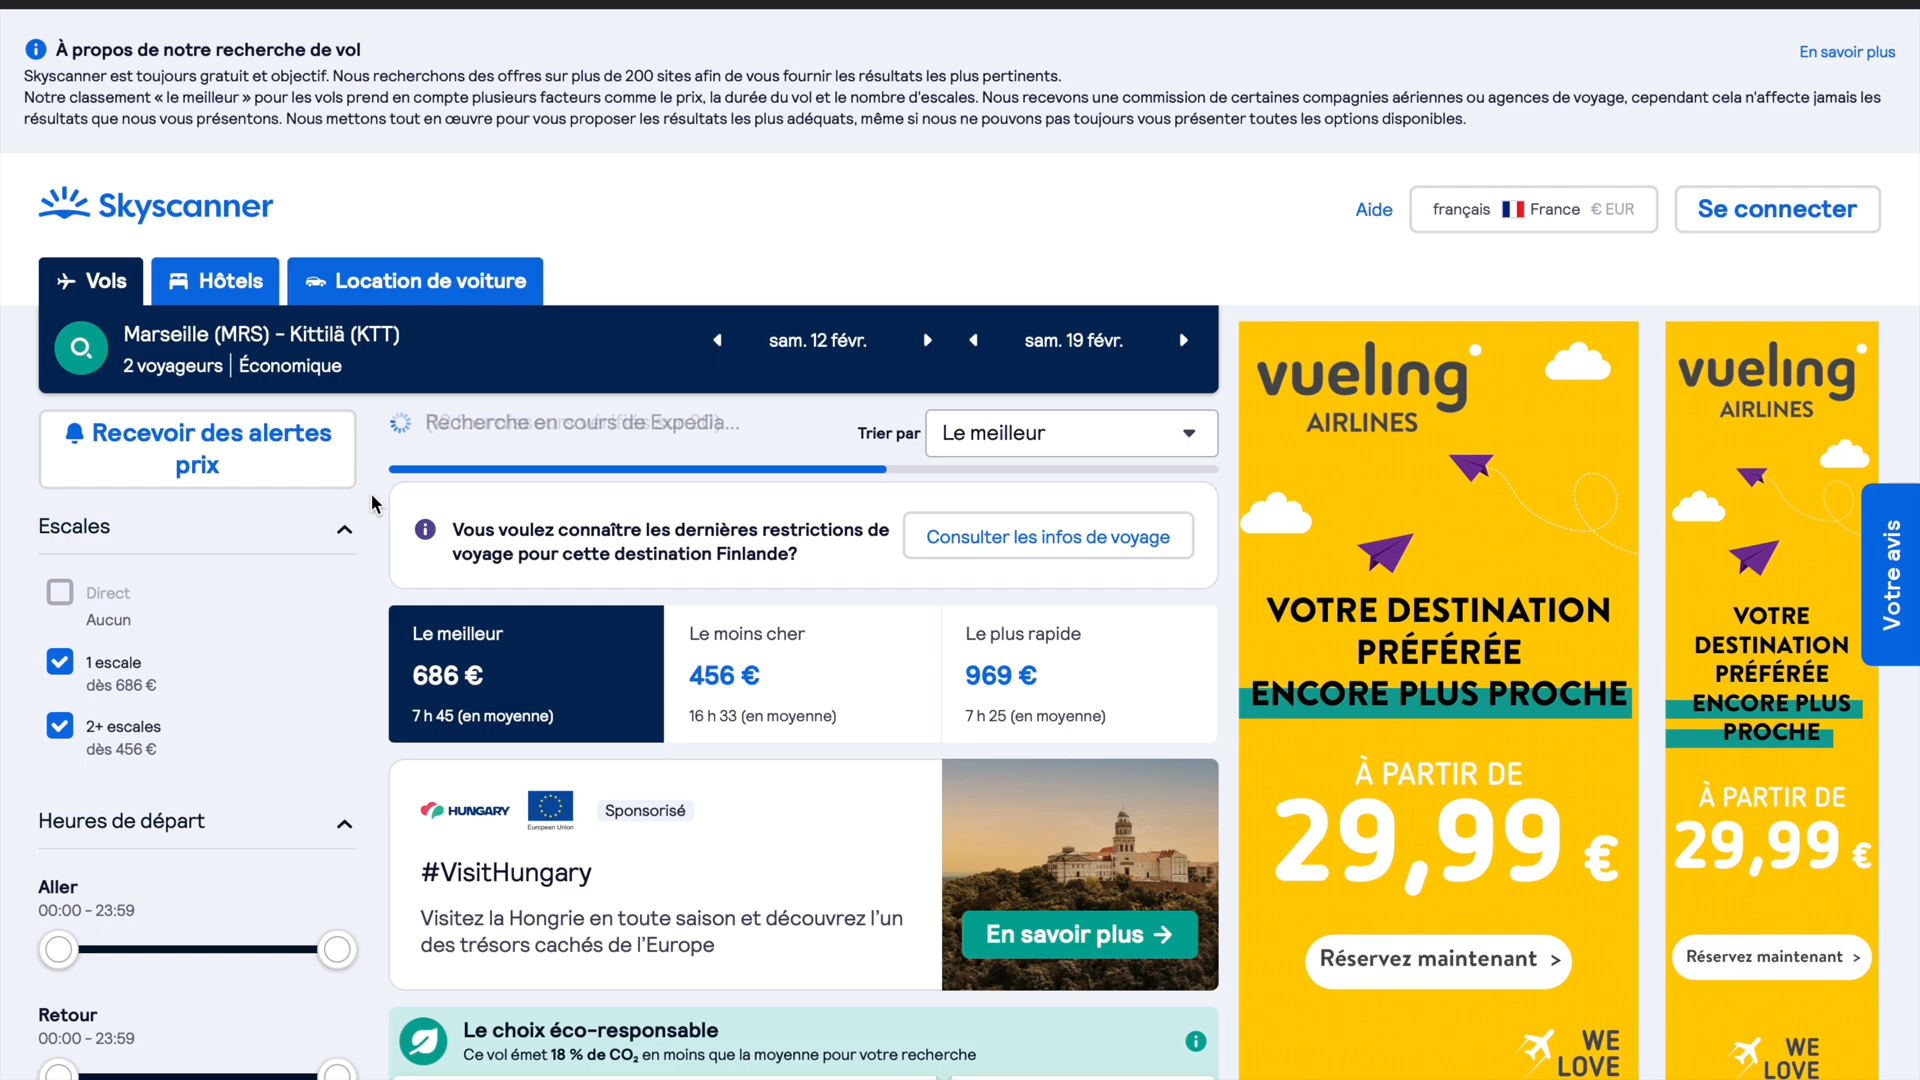 À propos de notre recherche de vol
En savoir plus
Skyscanner est toujours gratuit et objectif. Nous recherchons des offres sur plus de 200 sites afin de vous fournir les résultats les plus pertinents.
Notre classement « le meilleur » pour les vols prend en compte plusieurs facteurs comme le prix, la durée du vol et le nombre d'escales. Nous recevons une commission de certaines compagnies aériennes ou agences de voyage, cependant cela n'affecte jamais les
résultats que nous vous présentons. Nous mettons tout en œuvre pour vous proposer les résultats les plus adéquats, même si nous ne pouvons pas toujours vous présenter toutes les options disponibles.
Skyscanner
Aide
français France € EUR
Se connecter
Vols
Hôtels
Location de voiture
Marseille (MRS) - Kittilä (KTT)
2 voyageurs | Économique
sam. 12 févr.
sam. 19 févr.
Recevoir des alertes
prix
Recherche en cours de Expedia...
Trier par
Le meilleur
Vous voulez connaître les dernières restrictions de
voyage pour cette destination Finlande?
Consulter les infos de voyage
Escales
Direct
Aucun
1 escale
dès 686 €
2+ escales
dès 456 €
Heures de départ
Aller
00:00 - 23:59
Retour
00:00 - 23:59
Le meilleur
686 €
7 h 45 (en moyenne)
Le moins cher
456 €
16 h 33 (en moyenne)
Le plus rapide
969 €
7 h 25 (en moyenne)
HUNGARY
European Union
Sponsorisé
#VisitHungary
Visitez la Hongrie en toute saison et découvrez l'un
des trésors cachés de l'Europe
En savoir plus →
Le choix éco-responsable
Ce vol émet 18 % de CO₂ en moins que la moyenne pour votre recherche
vueling
AIRLINES
VOTRE DESTINATION
PRÉFÉRÉE
ENCORE PLUS PROCHE
À PARTIR DE
29,99 €
Réservez maintenant >
WE
LOVE
vueling
AIRLINES
VOTRE
DESTINATION
PRÉFÉRÉE
ENCORE PLUS
PROCHE
À PARTIR DE
29,99 €
Réservez maintenant >
WE
LOVE
Votre avis